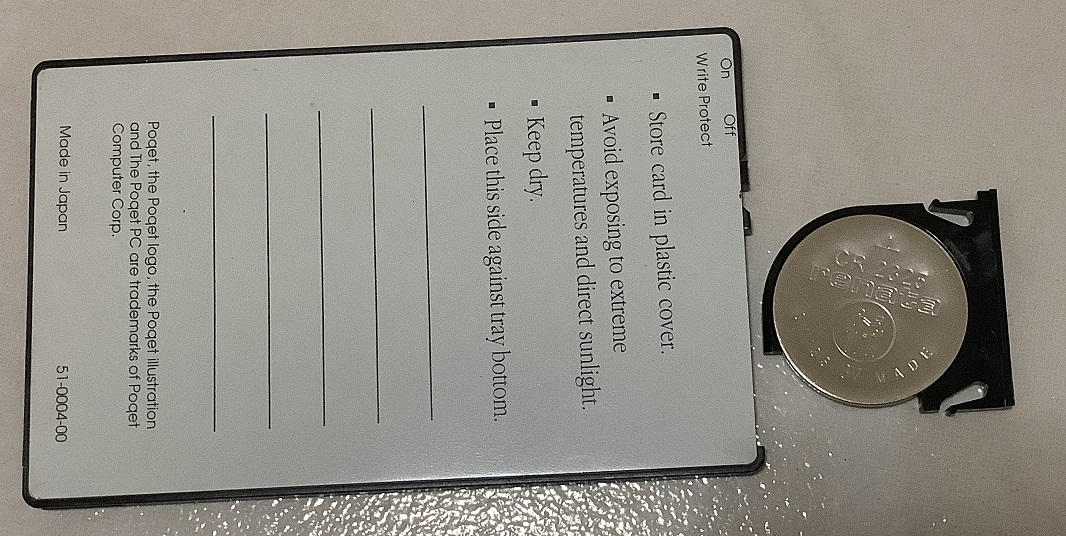 On Off
Write Protect
▪ Store card in plastic cover.
▪ Avoid exposing to extreme
temperatures and direct sunlight.
▪ Keep dry.
▪ Place this side against tray bottom.
Poqet, the Poqet logo, the Poqet illustration
and The Poqet PC are trademarks of Poqet
Computer Corp.
Made in Japan 51-0004-00
renata
MADE